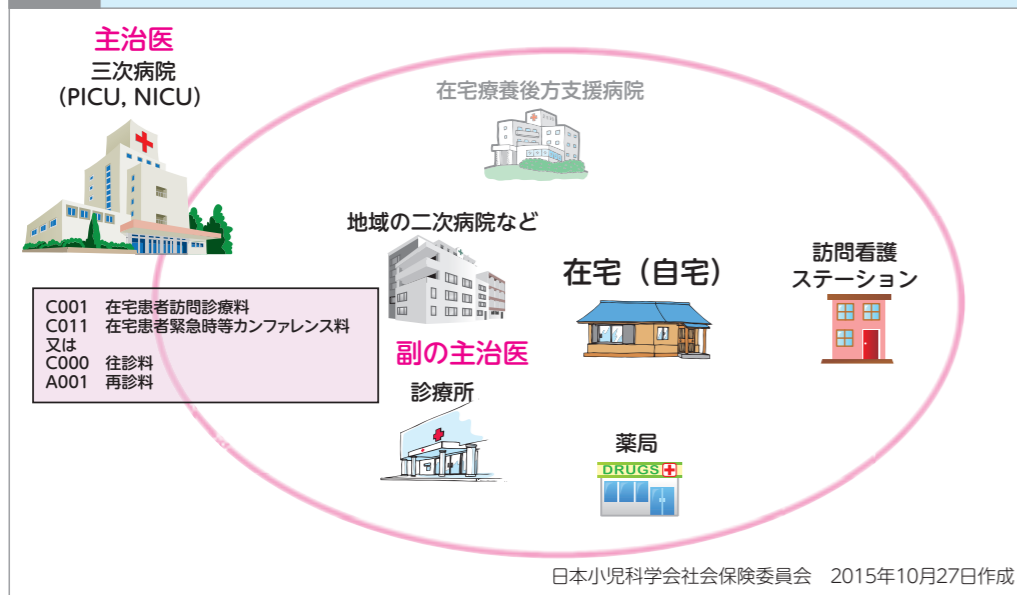 主治医
三次病院
(PICU, NICU)
在宅療養後方支援病院
地域の二次病院など
在宅（自宅）
訪問看護
ステーション
C001 在宅患者訪問診療料
C011 在宅患者緊急時等カンファレンス料
又は
C000 往診料
A001 再診料
副の主治医
診療所
薬局
DRUGS
日本小児科学会社会保険委員会 2015年10月27日作成